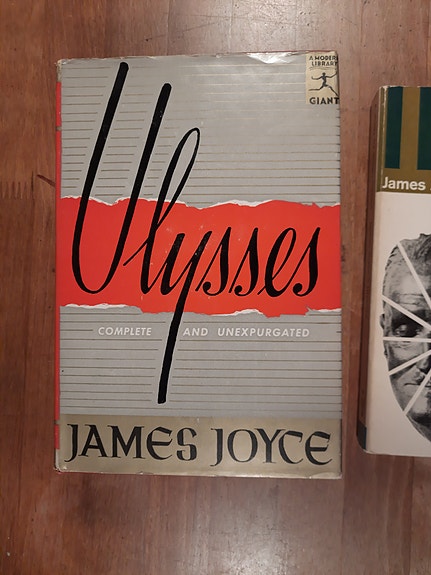 A MODERN
LIBRARY
GIANT
Ulysses
COMPLETE AND UNEXPURGATED
JAMES JOYCE
James